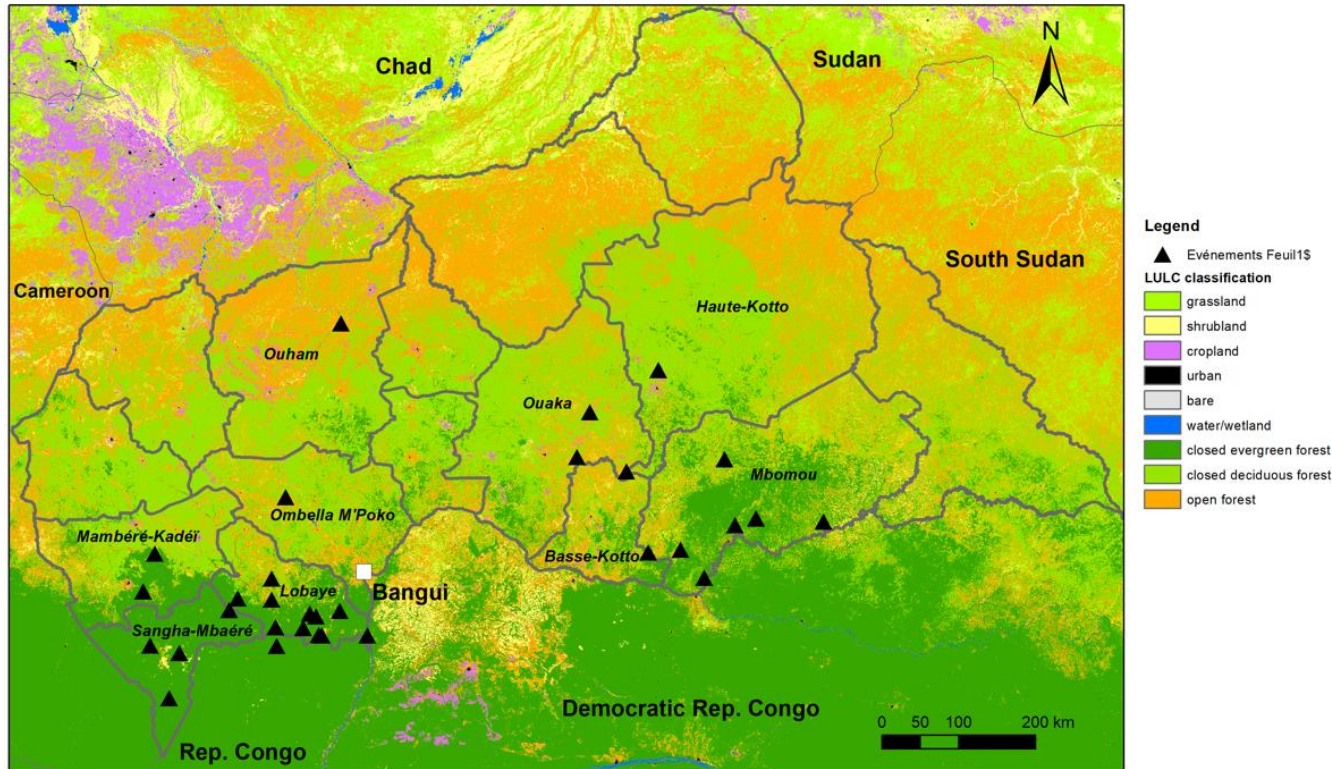 Chad
Sudan
N
Cameroon
South Sudan
Haute-Kotto
Ouham
Ouaka
Mbomou
Ombella M'Poko
Mambéré-Kadéï
Basse-Kotto
Lobaye
Bangui
Sangha-Mbaéré
Democratic Rep. Congo
Rep. Congo
0 50 100 200 km
Legend
Evénements Feuil1$
LULC classification
grassland
shrubland
cropland
urban
bare
water/wetland
closed evergreen forest
closed deciduous forest
open forest